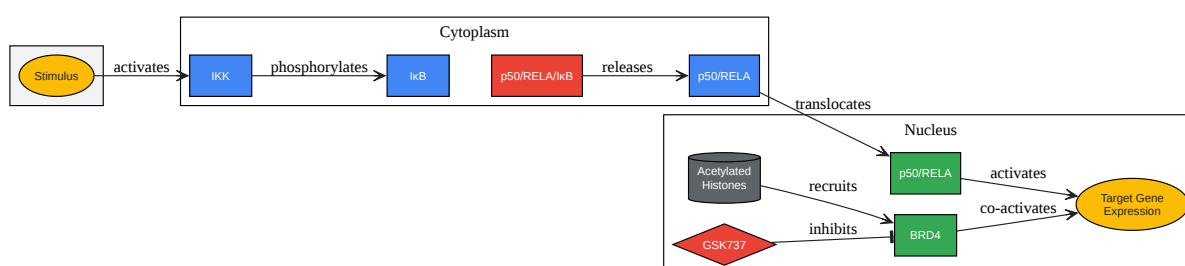 Cytoplasm
Stimulus
activates
IKK
phosphorylates
IκB
p50/RELA/IκB
releases
p50/RELA
translocates
Nucleus
Acetylated
Histones
recruits
p50/RELA
activates
Target Gene
Expression
co-activates
GSK737
inhibits
BRD4